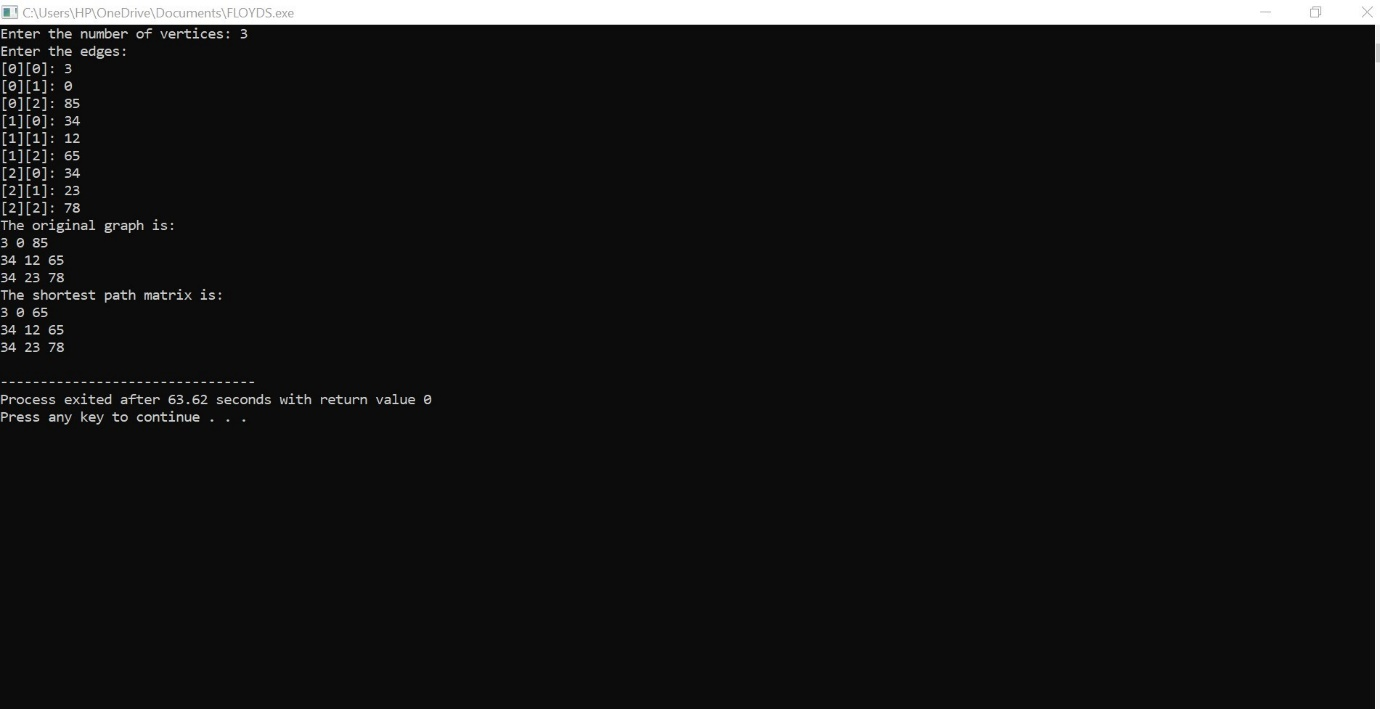 C:\Users\HP\OneDrive\Documents\FLOYDS.exe
Enter the number of vertices: 3
Enter the edges:
[0][0]: 3
[0][1]: 0
[0][2]: 85
[1][0]: 34
[1][1]: 12
[1][2]: 65
[2][0]: 34
[2][1]: 23
[2][2]: 78
The original graph is:
3 0 85
34 12 65
34 23 78
The shortest path matrix is:
3 0 65
34 12 65
34 23 78
--------------------------------
Process exited after 63.62 seconds with return value 0
Press any key to continue . . .